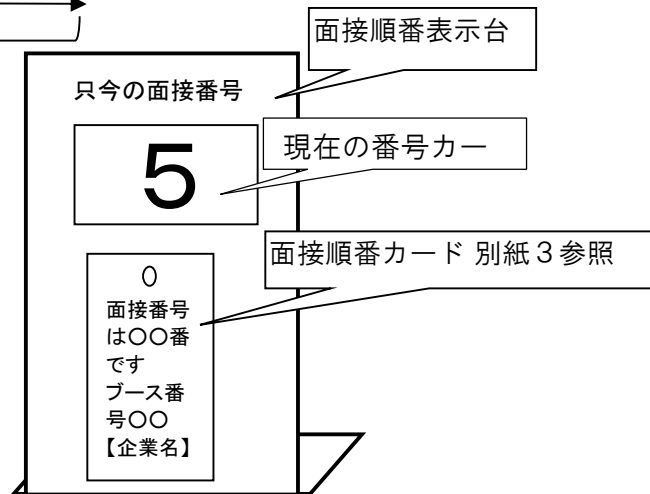 面接順番表示台
只今の面接番号
5
現在の番号カー
面接順番カード 別紙3参照
面接番号
は〇〇番
です
ブース番
号〇〇
【企業名】